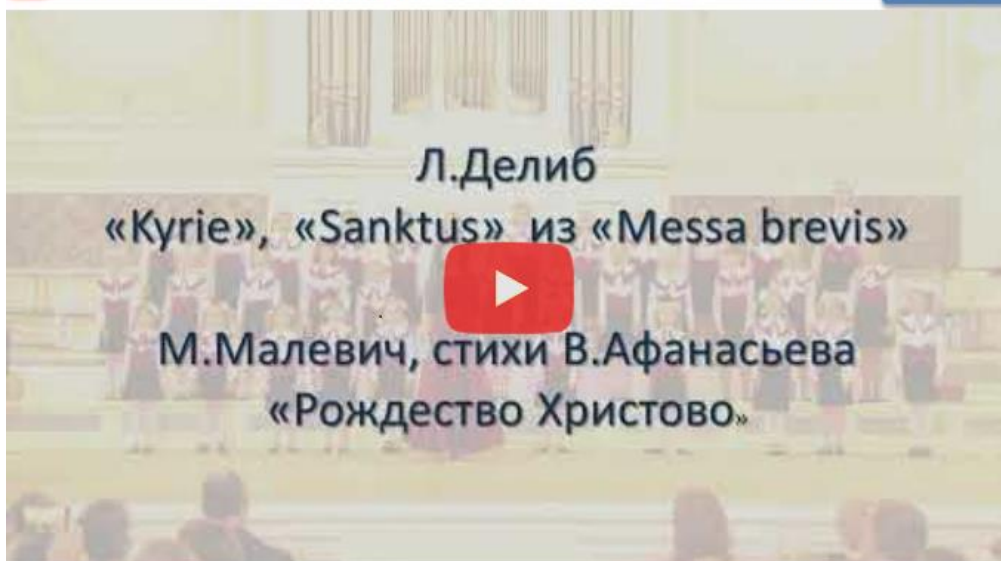 Л.Делиб
«Kyrie», «Sanktus» из «Messa brevis»
М.Малевич, стихи В.Афанасьева
«Рождество Христово»